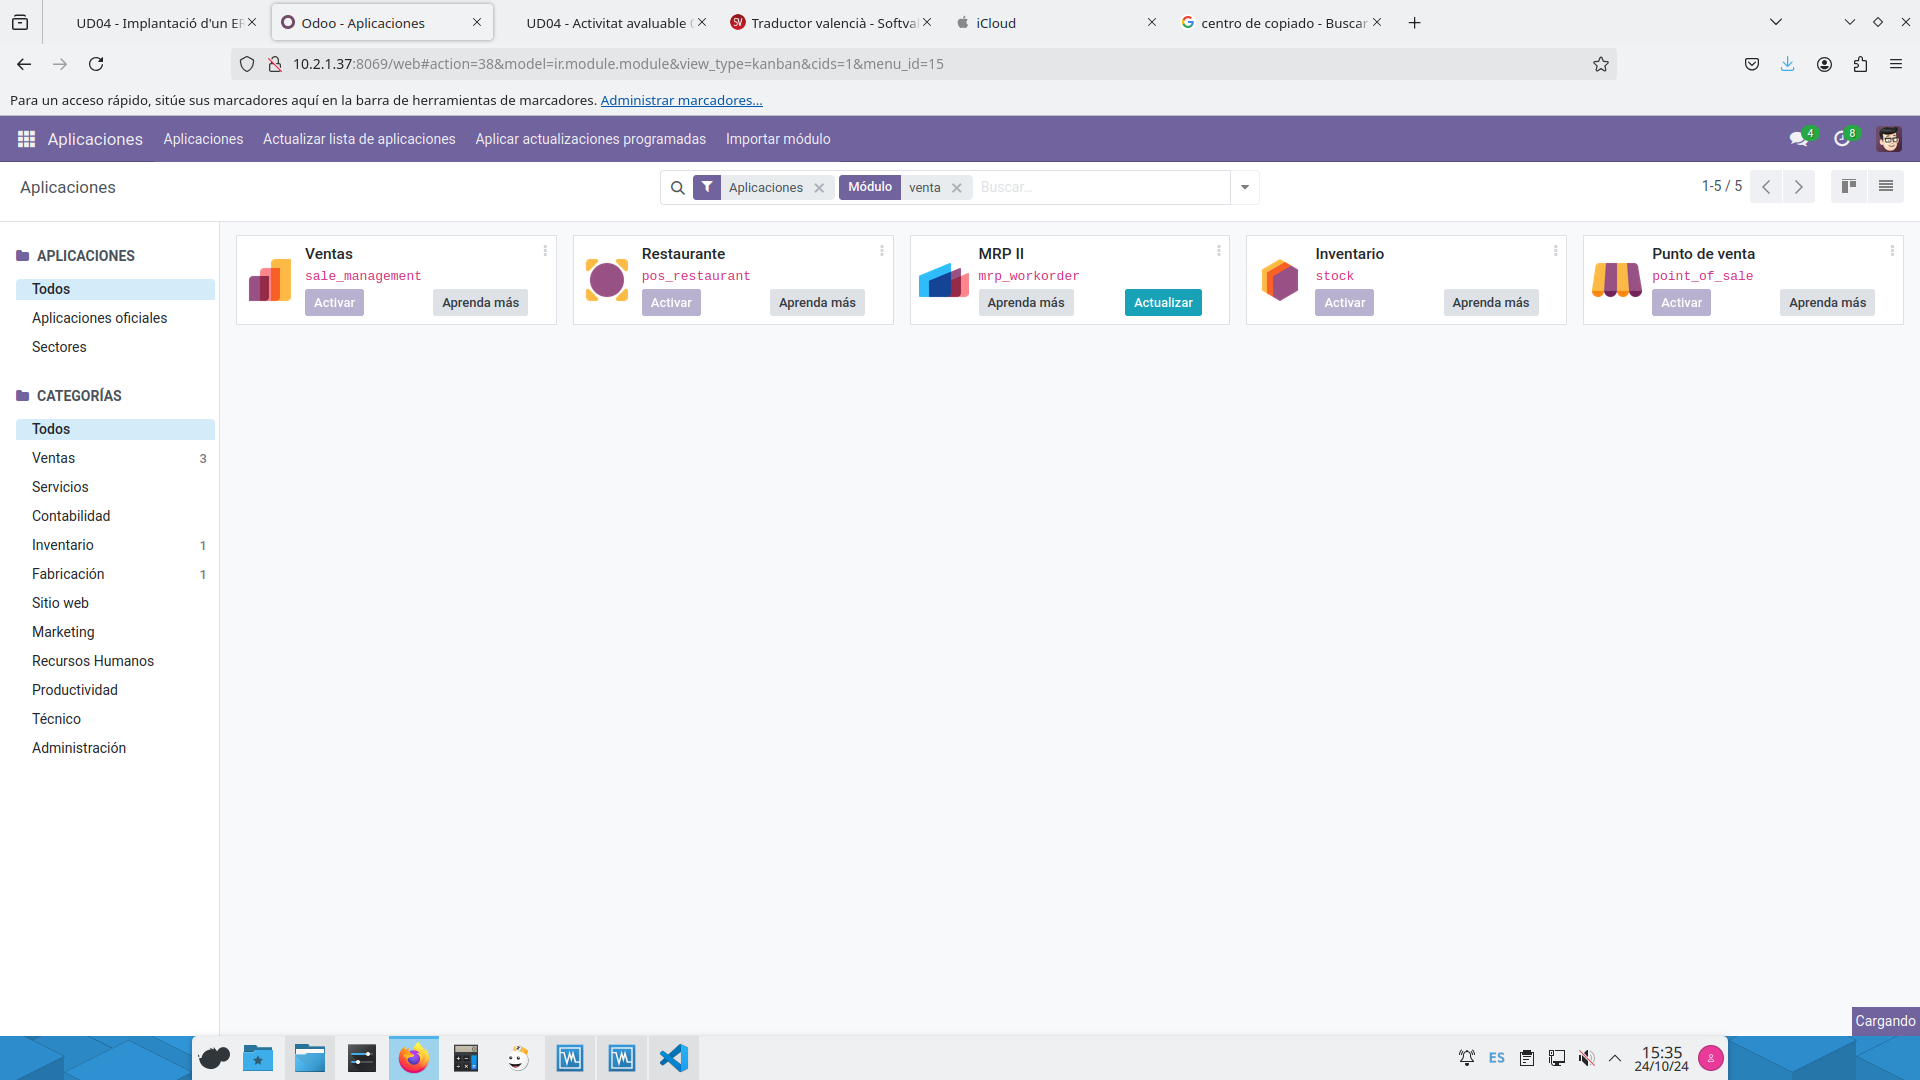 UD04 - Implantació d'un ER
Odoo - Aplicaciones
UD04 - Activitat avaluable
Traductor valencià - Softval
iCloud
centro de copiado - Buscar
10.2.1.37:8069/web#action=38&model=ir.module.module&view_type=kanban&cids=1&menu_id=15
Para un acceso rápido, sitúe sus marcadores aquí en la barra de herramientas de marcadores. Administrar marcadores...
Aplicaciones Aplicaciones Actualizar lista de aplicaciones Aplicar actualizaciones programadas Importar módulo 4 8
Aplicaciones
Aplicaciones Módulo venta Buscar...
1-5 / 5
APLICACIONES
Todos
Aplicaciones oficiales
Sectores
CATEGORÍAS
Todos
Ventas 3
Servicios
Contabilidad
Inventario 1
Fabricación 1
Sitio web
Marketing
Recursos Humanos
Productividad
Técnico
Administración
Ventas
sale_management
Activar Aprenda más
Restaurante
pos_restaurant
Activar Aprenda más
MRP II
mrp_workorder
Aprenda más Actualizar
Inventario
stock
Activar Aprenda más
Punto de venta
point_of_sale
Activar Aprenda más
Cargando
ES
15:35
24/10/24